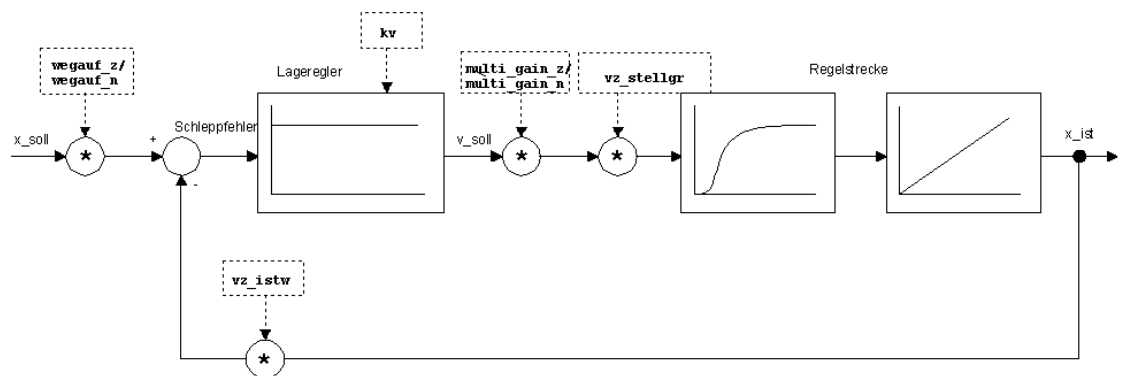 kv
wegauf_z/
wegauf_n
Lageregler
multi_gain_z/
multi_gain_n
vz_stellgr
Regelstrecke
x_soll
*
+
Schleppfehler
-
v_soll
*
*
x_ist
vz_istw
*